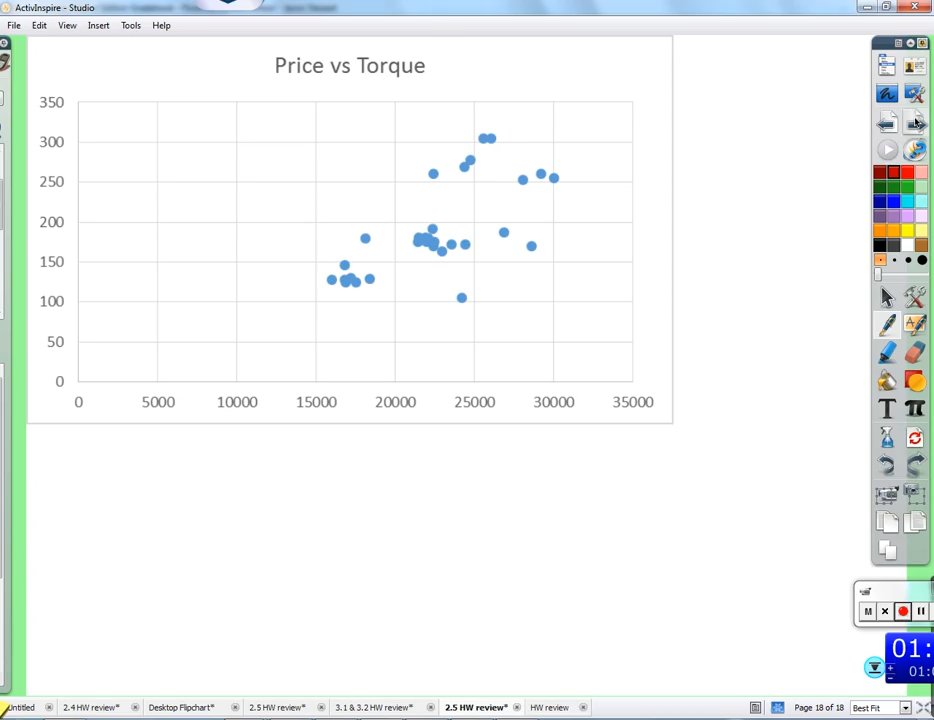 ActivInspire - Studio
File Edit View Insert Tools Help
Price vs Torque
350
300
250
200
150
100
50
0
0 5000 10000 15000 20000 25000 30000 35000
T π
M
01:
01:
Untitled 2.4 HW review* Desktop Flipchart* 2.5 HW review* 3.1 & 3.2 HW review* 2.5 HW review* HW review Page 18 of 18 Best Fit